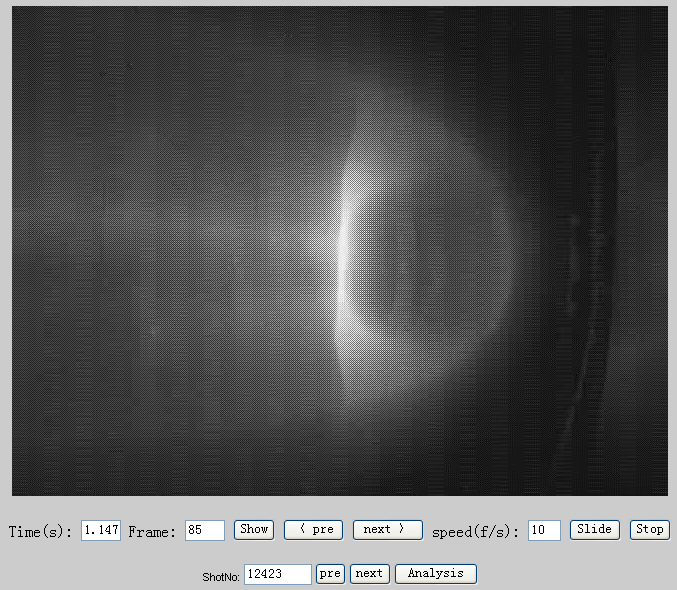 Time(s): 1.147 Frame: 85 Show 〈 pre next 〉 speed(f/s): 10 Slide Stop
ShotNo: 12423 pre next Analysis